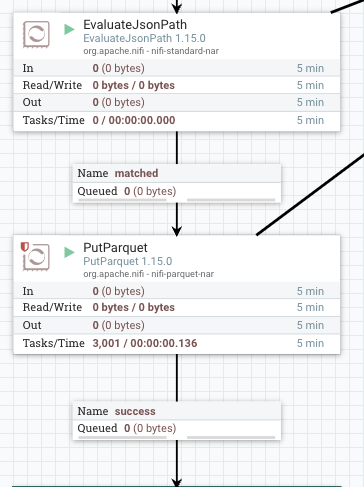 EvaluateJsonPath
EvaluateJsonPath 1.15.0
org.apache.nifi - nifi-standard-nar
In 0 (0 bytes) 5 min
Read/Write 0 bytes / 0 bytes 5 min
Out 0 (0 bytes) 5 min
Tasks/Time 0 / 00:00:00.000 5 min
Name matched
Queued 0 (0 bytes)
PutParquet
PutParquet 1.15.0
org.apache.nifi - nifi-parquet-nar
In 0 (0 bytes) 5 min
Read/Write 0 bytes / 0 bytes 5 min
Out 0 (0 bytes) 5 min
Tasks/Time 3,001 / 00:00:00.136 5 min
Name success
Queued 0 (0 bytes)